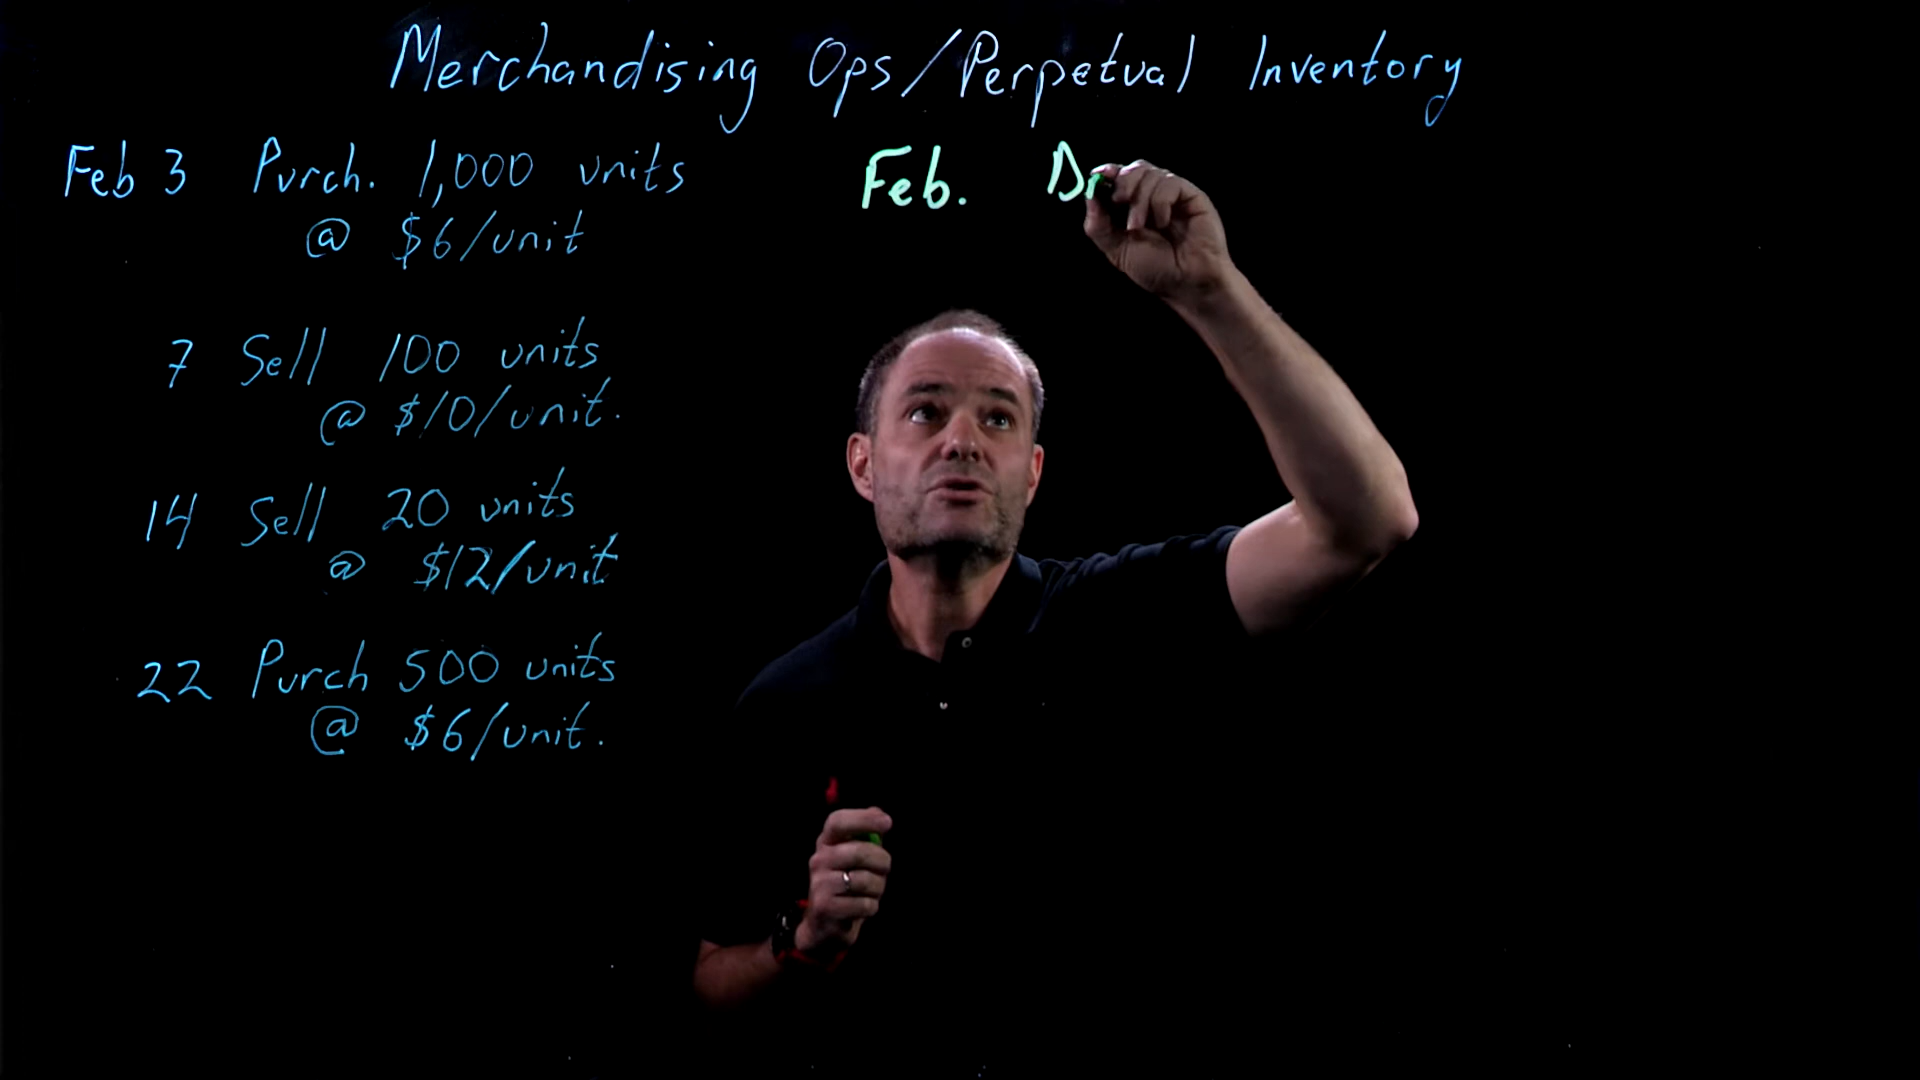 Merchandising Ops/Perpetual Inventory
Feb 3 Purch. 1,000 units
@ $6/unit
7 Sell 100 units
@ $10/unit.
14 Sell 20 units
@ $12/unit
22 Purch 500 units
@ $6/unit.
Feb. Dr